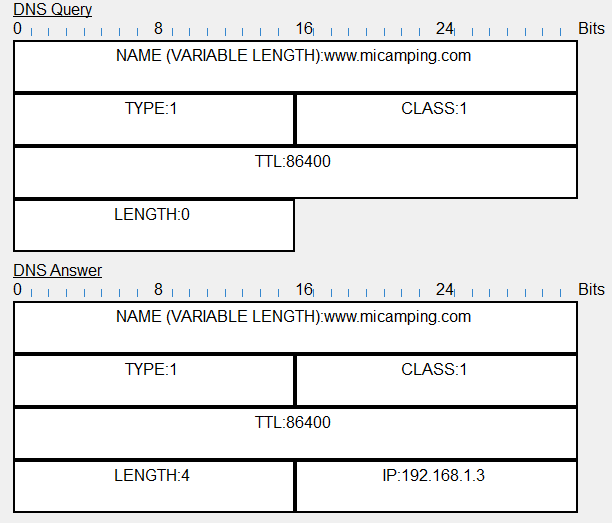 DNS Query
0 8 16 24 Bits
NAME (VARIABLE LENGTH):www.micamping.com
TYPE:1 CLASS:1
TTL:86400
LENGTH:0
DNS Answer
0 8 16 24 Bits
NAME (VARIABLE LENGTH):www.micamping.com
TYPE:1 CLASS:1
TTL:86400
LENGTH:4 IP:192.168.1.3